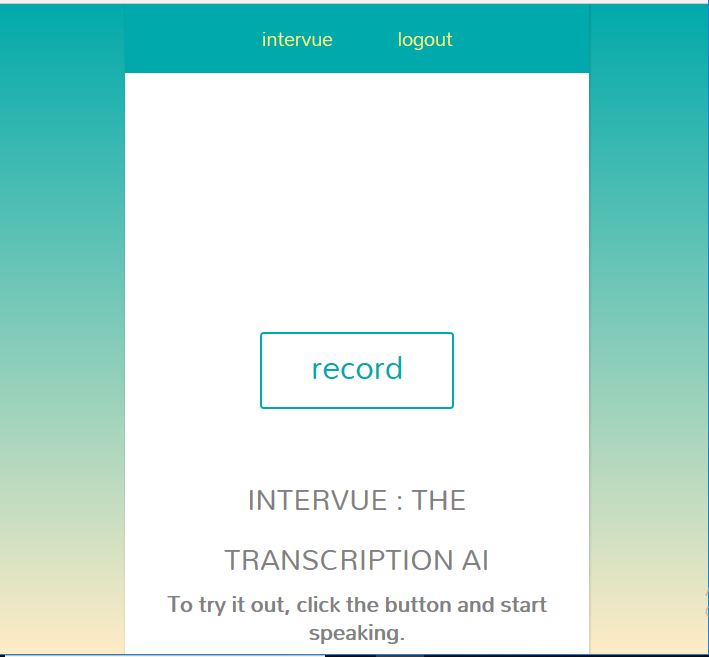 intervue logout
record
INTERVUE : THE
TRANSCRIPTION AI
To try it out, click the button and start
speaking.